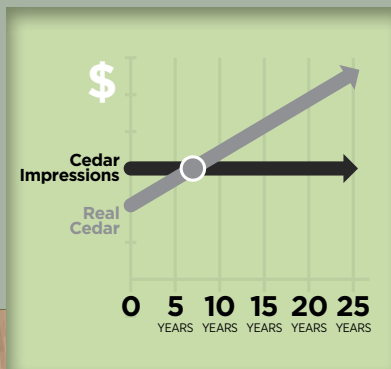 $
Cedar
Impressions
Real
Cedar
0 5 10 15 20 25
YEARS YEARS YEARS YEARS YEARS